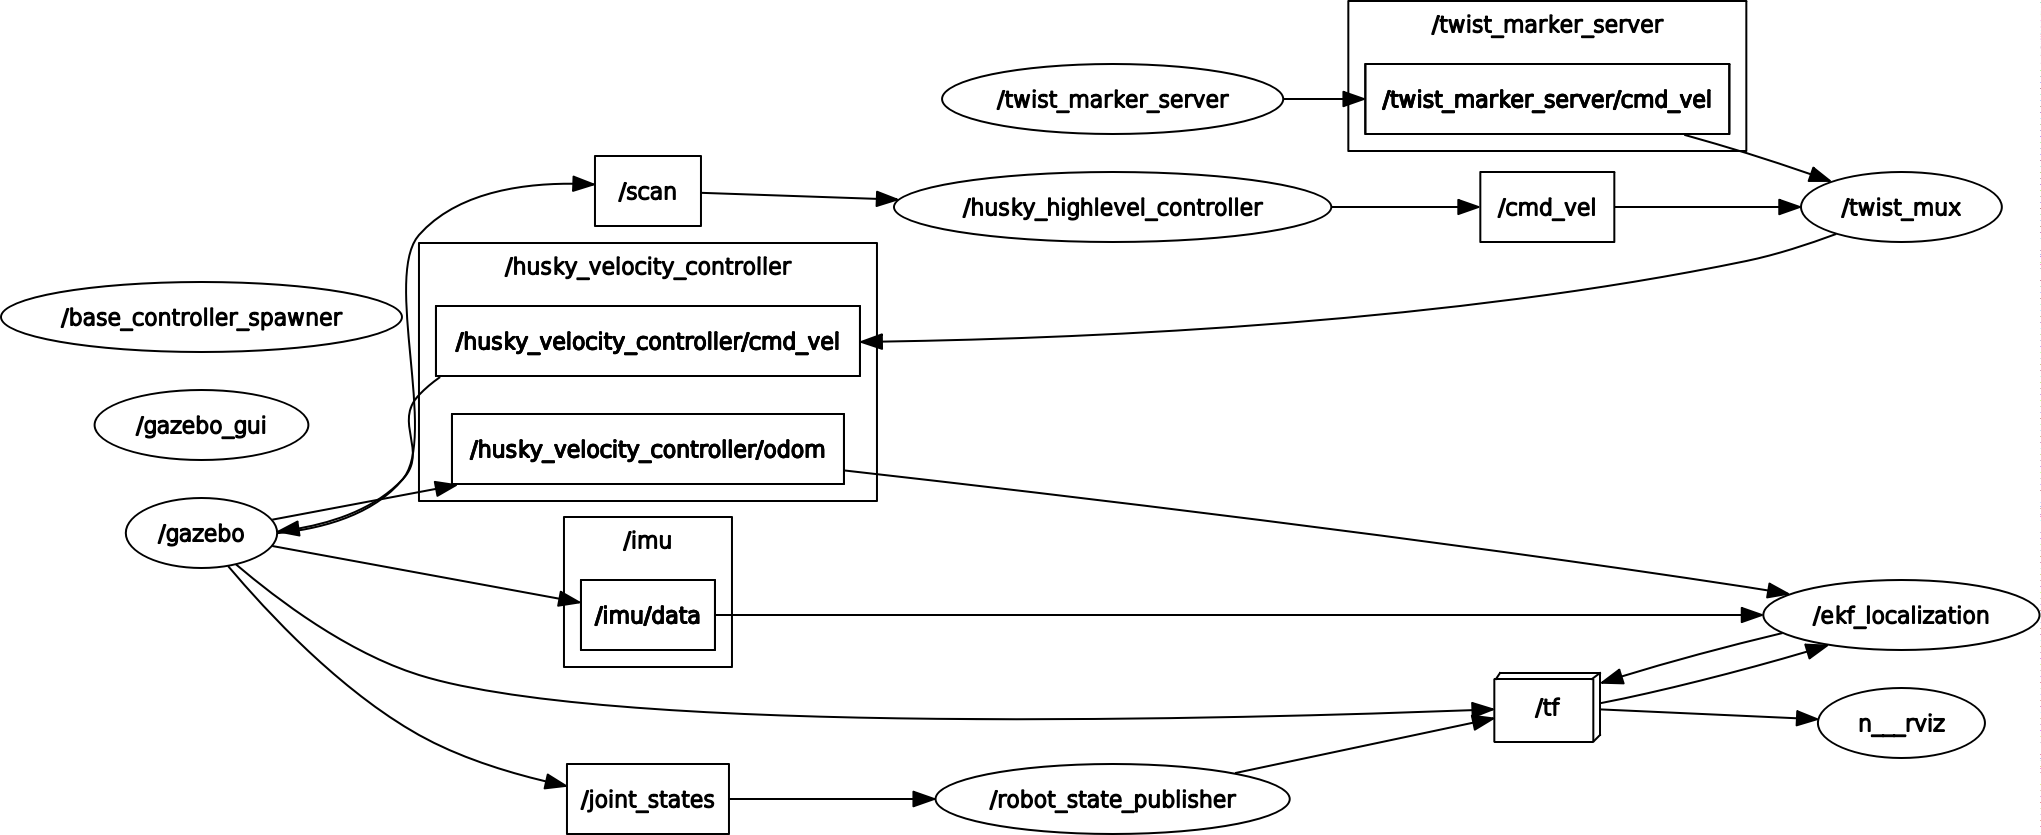 /twist_marker_server
/twist_marker_server
/twist_marker_server/cmd_vel
/scan
/husky_highlevel_controller
/cmd_vel
/twist_mux
/husky_velocity_controller
/base_controller_spawner
/husky_velocity_controller/cmd_vel
/gazebo_gui
/husky_velocity_controller/odom
/gazebo
/imu
/imu/data
/ekf_localization
/tf
n___rviz
/joint_states
/robot_state_publisher